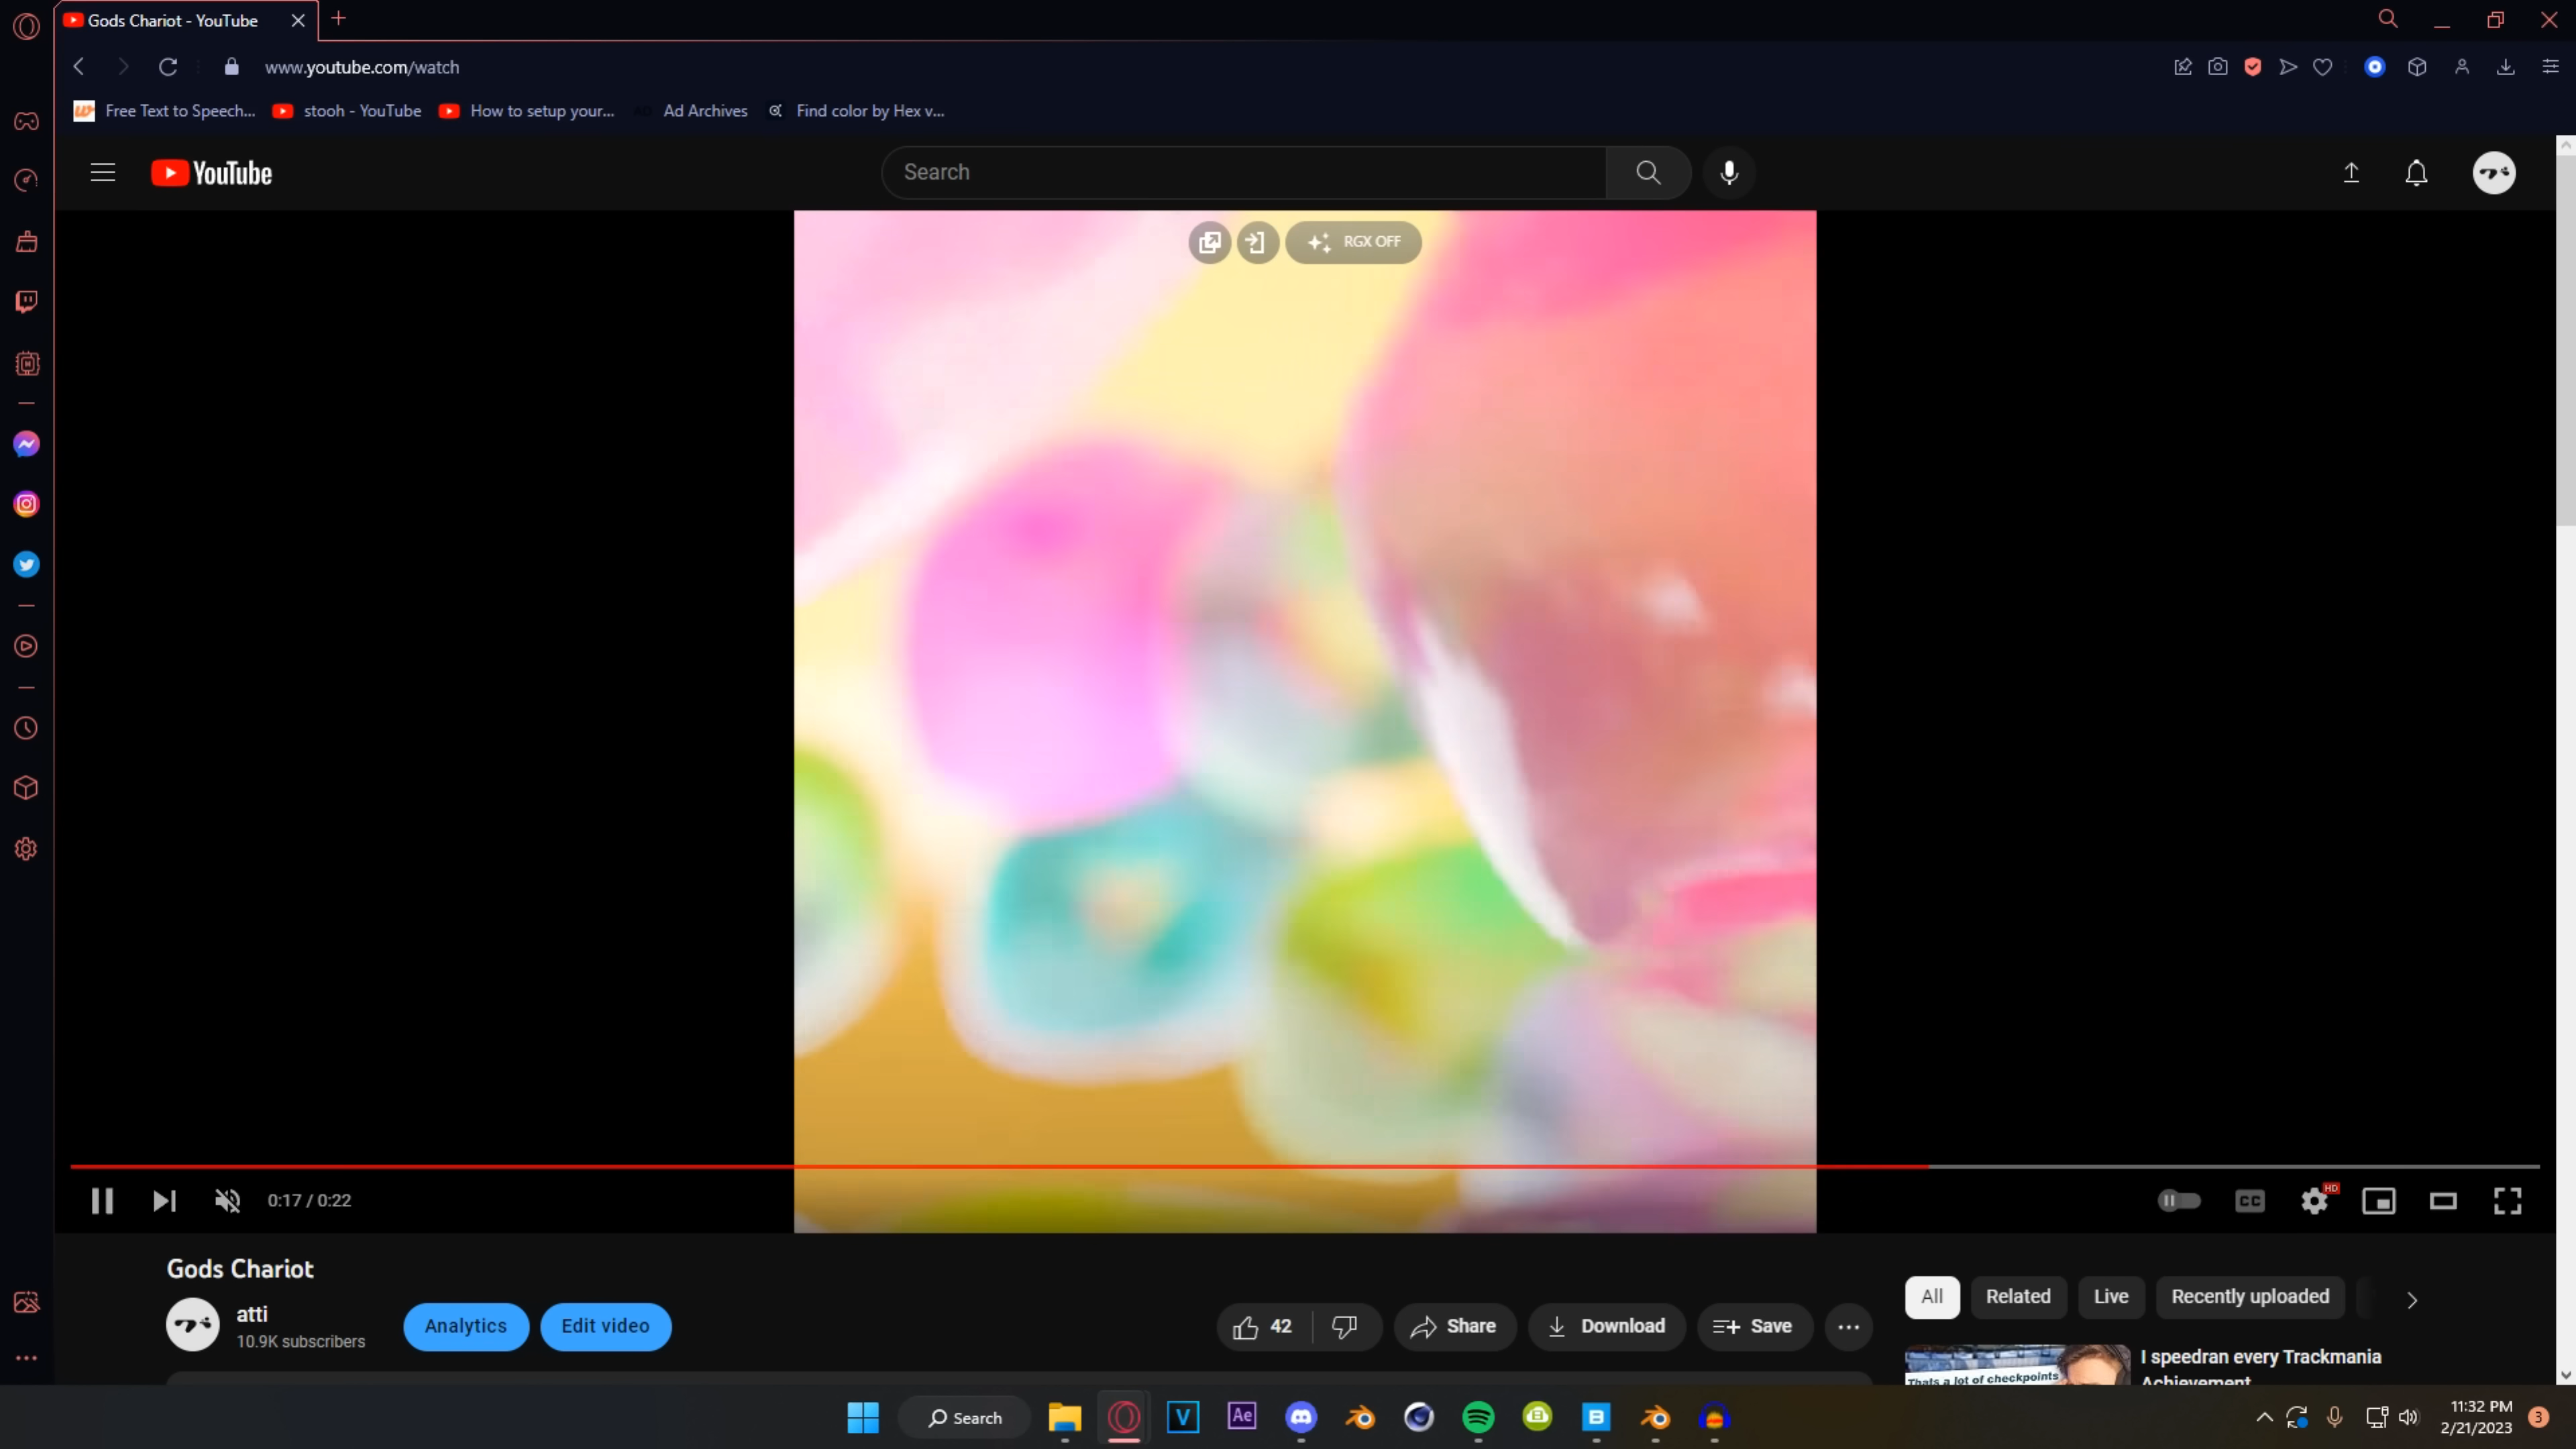 Gods Chariot - YouTube
www.youtube.com/watch
Free Text to Speech...
stooh - YouTube
How to setup your...
Ad Archives
Find color by Hex v...
YouTube
Search
RGX OFF
0:17 / 0:22
CC
HD
Gods Chariot
atti
10.9K subscribers
Analytics
Edit video
42
Share
Download
Save
All
Related
Live
Recently uploaded
I speedran every Trackmania
Achievement
Thats a lot of checkpoints
Search
V
Ae
B
11:32 PM
2/21/2023
3